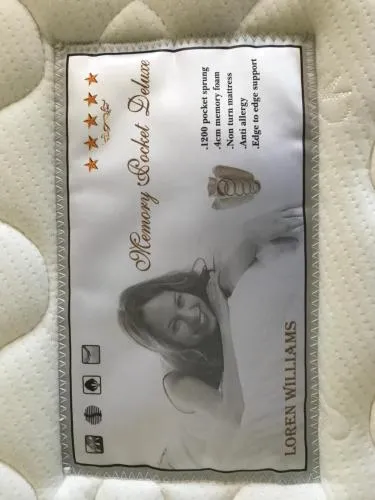 Memory Pocket Deluxe
.1200 pocket sprung
.4cm memory foam
.Non turn matress
.Anti allergy
.Edge to edge support
LOREN WILLIAMS